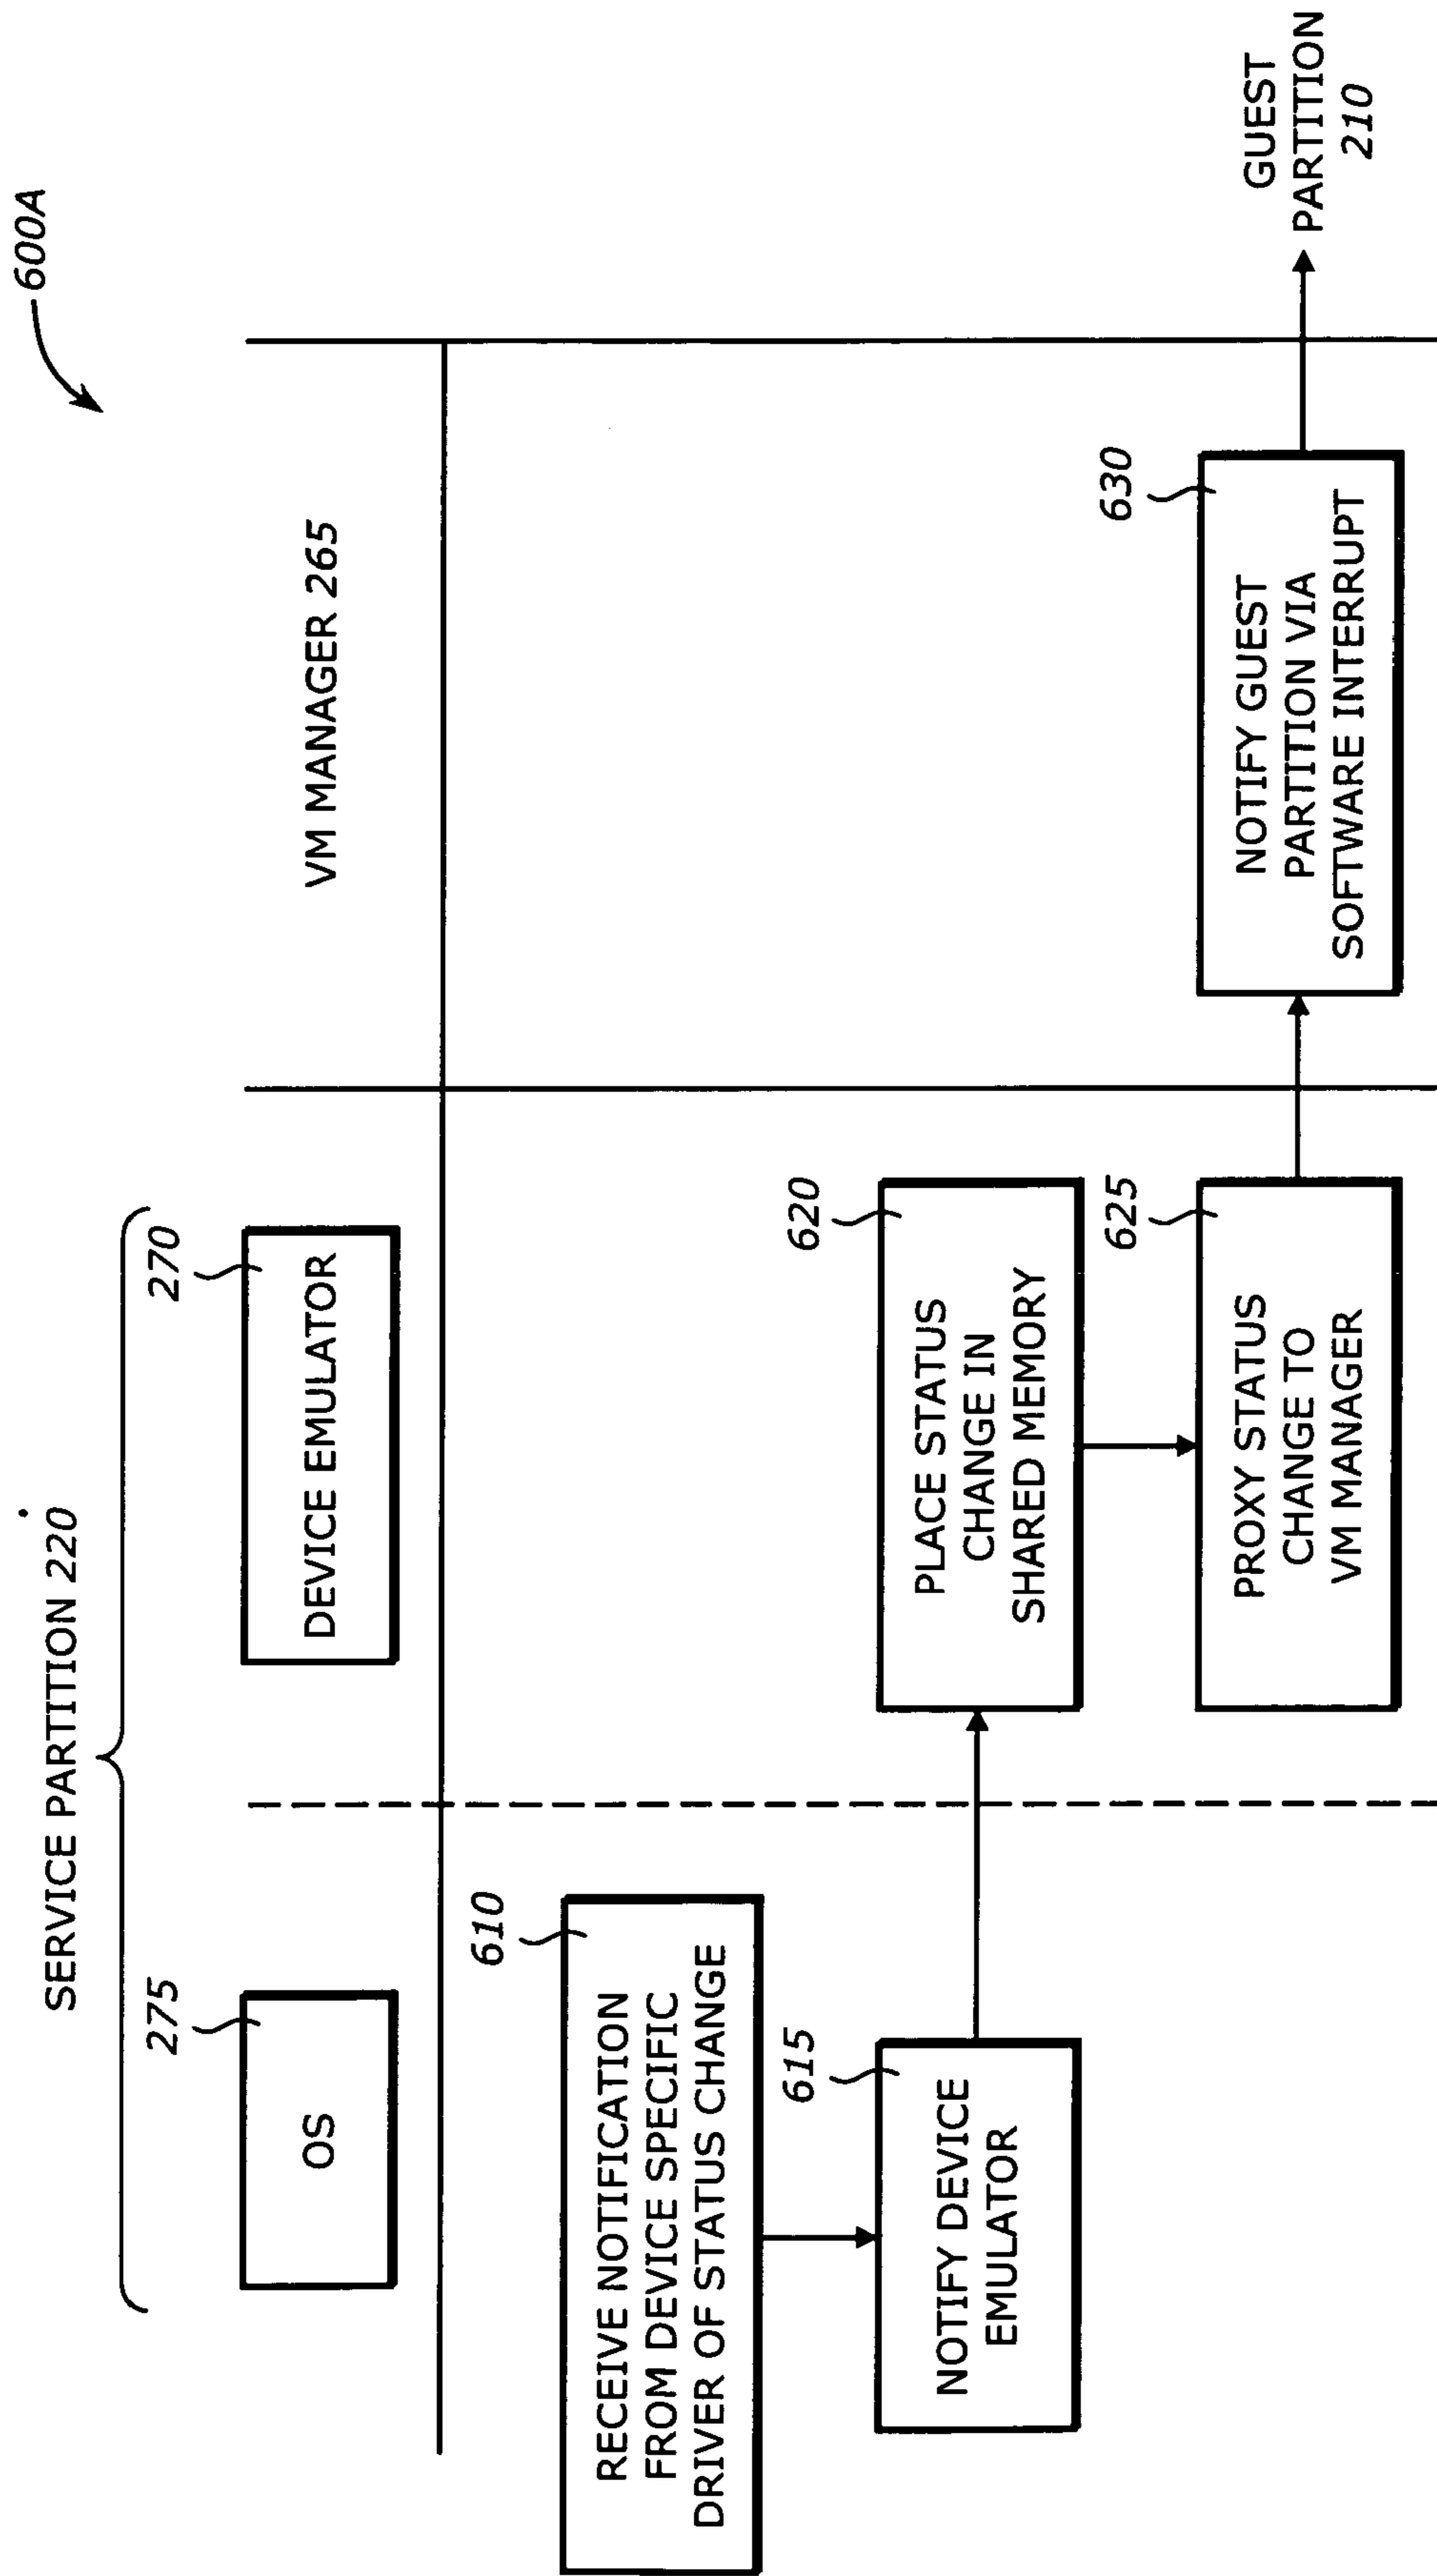 600A
SERVICE PARTITION 220
275
OS
270
DEVICE EMULATOR
VM MANAGER 265
610
RECEIVE NOTIFICATION
FROM DEVICE SPECIFIC
DRIVER OF STATUS CHANGE
615
NOTIFY DEVICE
EMULATOR
620
PLACE STATUS
CHANGE IN
SHARED MEMORY
625
PROXY STATUS
CHANGE TO
VM MANAGER
630
NOTIFY GUEST
PARTITION VIA
SOFTWARE INTERRUPT
GUEST
PARTITION
210